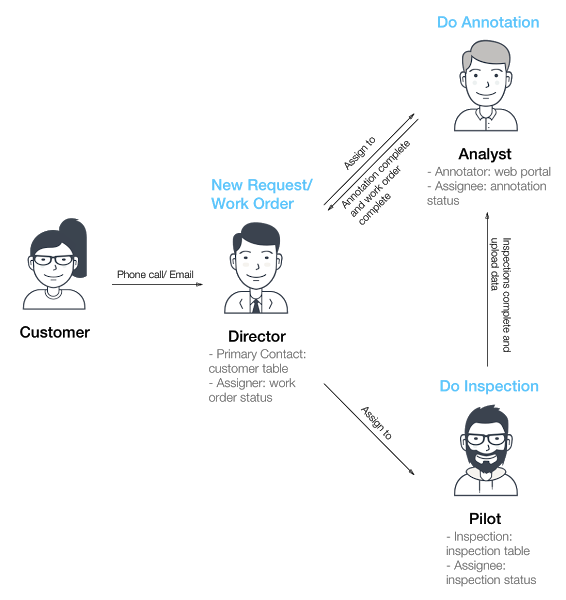 Do Annotation
Analyst
- Annotator: web portal
- Assignee: annotation
status
Assign to
Annotation complete
and work order
complete
New Request/
Work Order
Customer
Phone call/ Email
Director
- Primary Contact:
customer table
- Assigner: work
order status
Inspections complete and
upload data
Assign to
Do Inspection
Pilot
- Inspection:
inspection table
- Assignee:
inspection status